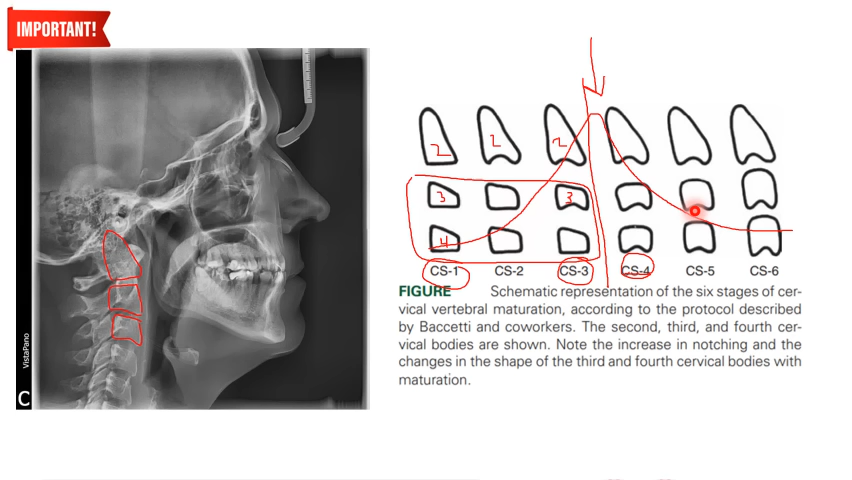 IMPORTANT!
VistaPano
C
2 2 2
3 3
4
CS-1 CS-2 CS-3 CS-4 CS-5 CS-6
FIGURE Schematic representation of the six stages of cer-
vical vertebral maturation, according to the protocol described
by Baccetti and coworkers. The second, third, and fourth cer-
vical bodies are shown. Note the increase in notching and the
changes in the shape of the third and fourth cervical bodies with
maturation.